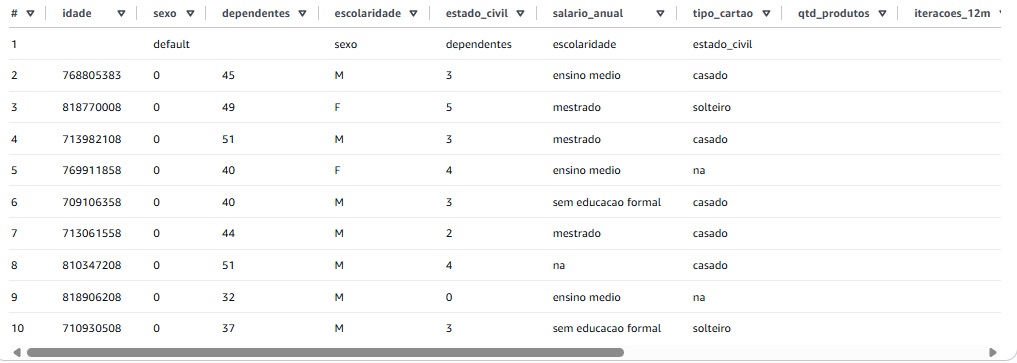 # idade sexo dependentes escolaridade estado_civil salario_anual tipo_cartao qtd_produtos iteracoes_12m
1 default sexo dependentes escolaridade estado_civil
2 768805383 0 45 M 3 ensino medio casado
3 818770008 0 49 F 5 mestrado solteiro
4 713982108 0 51 M 3 mestrado casado
5 769911858 0 40 F 4 ensino medio na
6 709106358 0 40 M 3 sem educacao formal casado
7 713061558 0 44 M 2 mestrado casado
8 810347208 0 51 M 4 na casado
9 818906208 0 32 M 0 ensino medio na
10 710930508 0 37 M 3 sem educacao formal solteiro